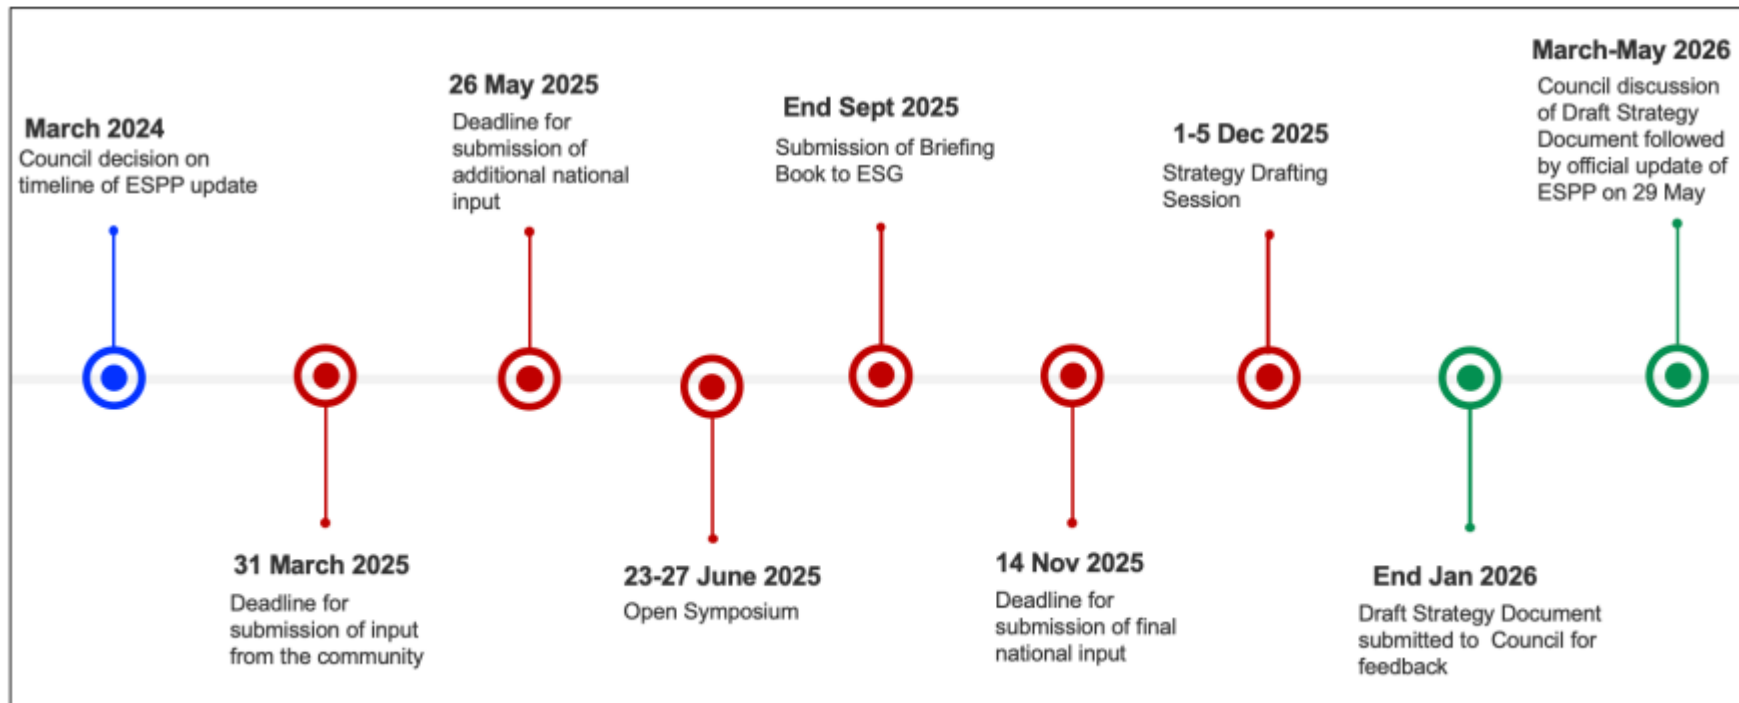 March 2024
Council decision on
timeline of ESPP update
31 March 2025
Deadline for
submission of input
from the community
26 May 2025
Deadline for
submission of
additional national
input
23-27 June 2025
Open Symposium
End Sept 2025
Submission of Briefing
Book to ESG
14 Nov 2025
Deadline for
submission of final
national input
1-5 Dec 2025
Strategy Drafting
Session
End Jan 2026
Draft Strategy Document
submitted to Council for
feedback
March-May 2026
Council discussion
of Draft Strategy
Document followed
by official update of
ESPP on 29 May